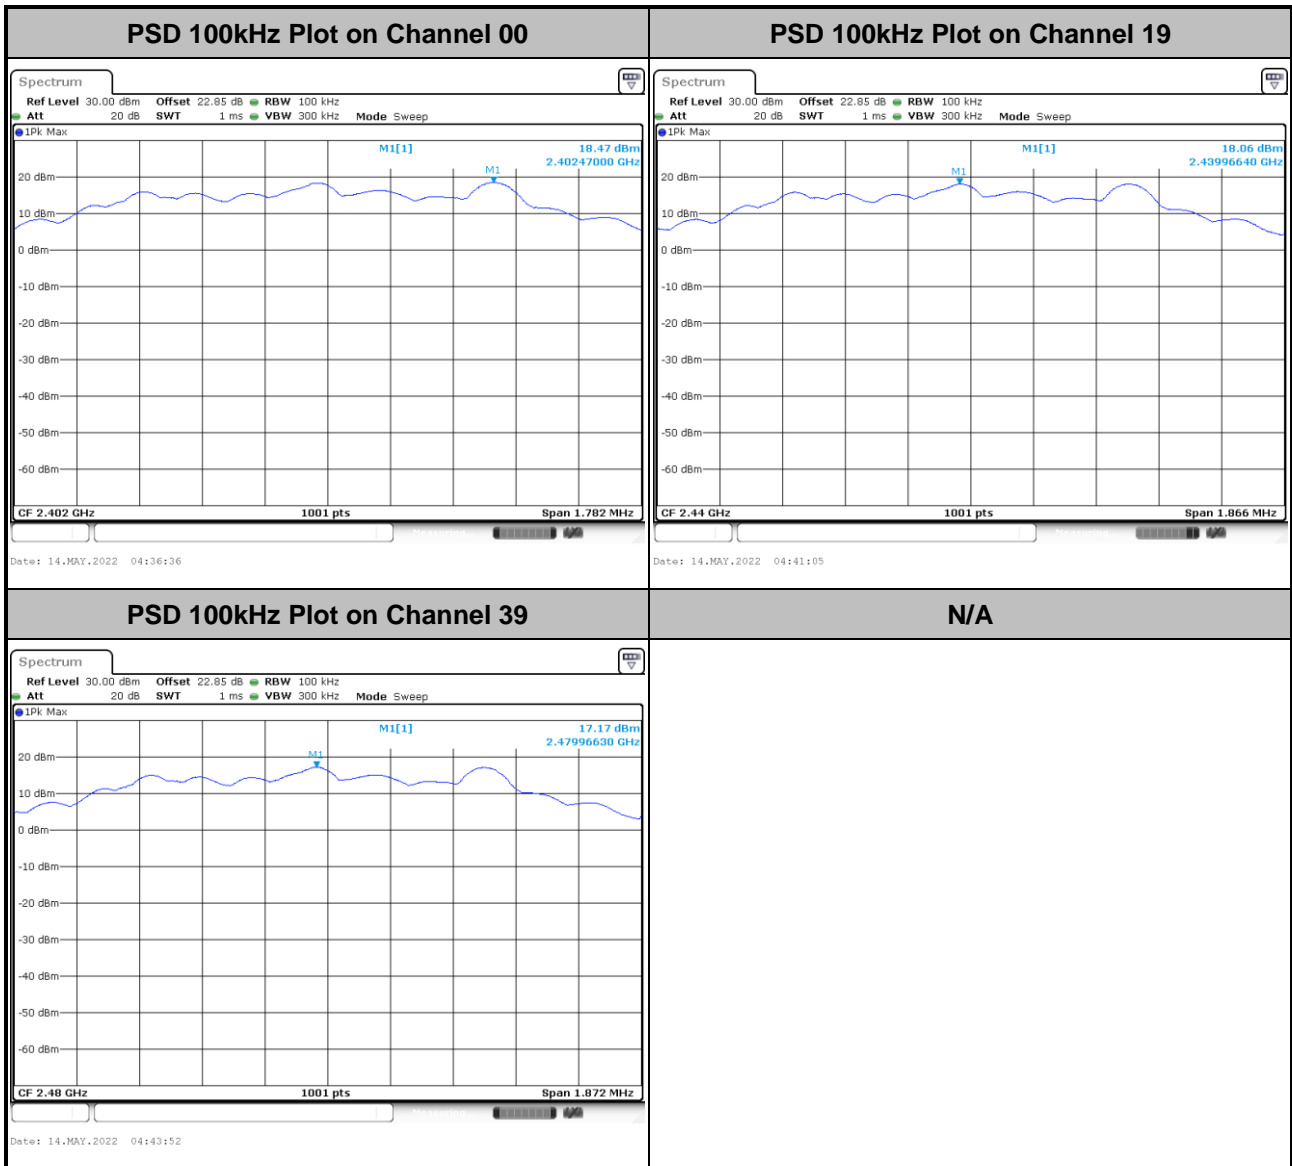 PSD 100kHz Plot on Channel 00
Spectrum
Ref Level 30.00 dBm Offset 22.85 dB RBW 100 kHz
Att 20 dB SWT 1 ms VBW 300 kHz Mode Sweep
1Pk Max
M1[1] 18.47 dBm
2.40247000 GHz
M1
20 dBm
10 dBm
0 dBm
-10 dBm
-20 dBm
-30 dBm
-40 dBm
-50 dBm
-60 dBm
CF 2.402 GHz 1001 pts Span 1.782 MHz
Measuring
Date: 14.MAY.2022 04:36:36
PSD 100kHz Plot on Channel 19
Spectrum
Ref Level 30.00 dBm Offset 22.85 dB RBW 100 kHz
Att 20 dB SWT 1 ms VBW 300 kHz Mode Sweep
1Pk Max
M1[1] 18.06 dBm
2.43996640 GHz
M1
20 dBm
10 dBm
0 dBm
-10 dBm
-20 dBm
-30 dBm
-40 dBm
-50 dBm
-60 dBm
CF 2.44 GHz 1001 pts Span 1.866 MHz
Measuring
Date: 14.MAY.2022 04:41:05
PSD 100kHz Plot on Channel 39
Spectrum
Ref Level 30.00 dBm Offset 22.85 dB RBW 100 kHz
Att 20 dB SWT 1 ms VBW 300 kHz Mode Sweep
1Pk Max
M1[1] 17.17 dBm
2.47996630 GHz
M1
20 dBm
10 dBm
0 dBm
-10 dBm
-20 dBm
-30 dBm
-40 dBm
-50 dBm
-60 dBm
CF 2.48 GHz 1001 pts Span 1.872 MHz
Measuring
Date: 14.MAY.2022 04:43:52
N/A